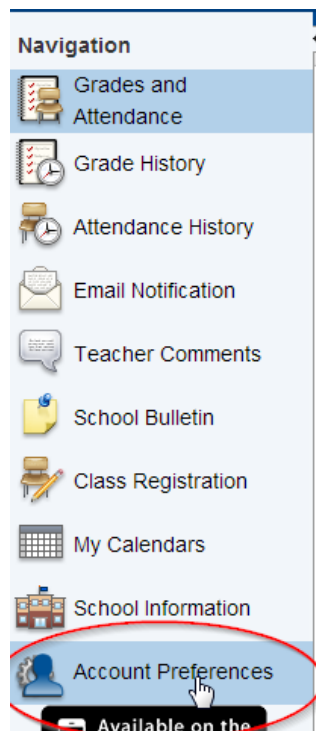 Navigation
Grades and
Attendance
Grade History
Attendance History
Email Notification
Teacher Comments
School Bulletin
Class Registration
My Calendars
School Information
Account Preferences
Available on the